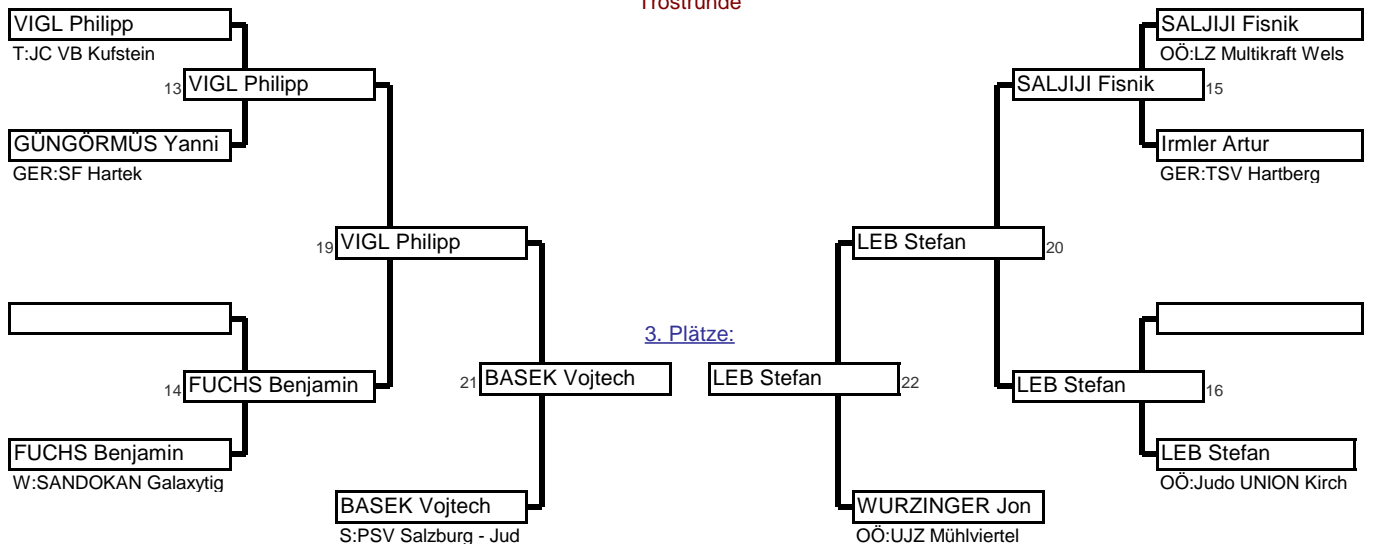 Trostrunde
VIGL Philipp
T:JC VB Kufstein
13 VIGL Philipp
GÜNGÖRMÜS Yanni
GER:SF Hartek
19 VIGL Philipp
14 FUCHS Benjamin
FUCHS Benjamin
W:SANDOKAN Galaxytig
21 BASEK Vojtech
BASEK Vojtech
S:PSV Salzburg - Jud
3. Plätze:
SALJIJI Fisnik
OÖ:LZ Multikraft Wels
SALJIJI Fisnik 15
Irmler Artur
GER:TSV Hartberg
LEB Stefan 20
LEB Stefan 22
LEB Stefan 16
LEB Stefan
OÖ:Judo UNION Kirch
WURZINGER Jon
OÖ:UJZ Mühlviertel